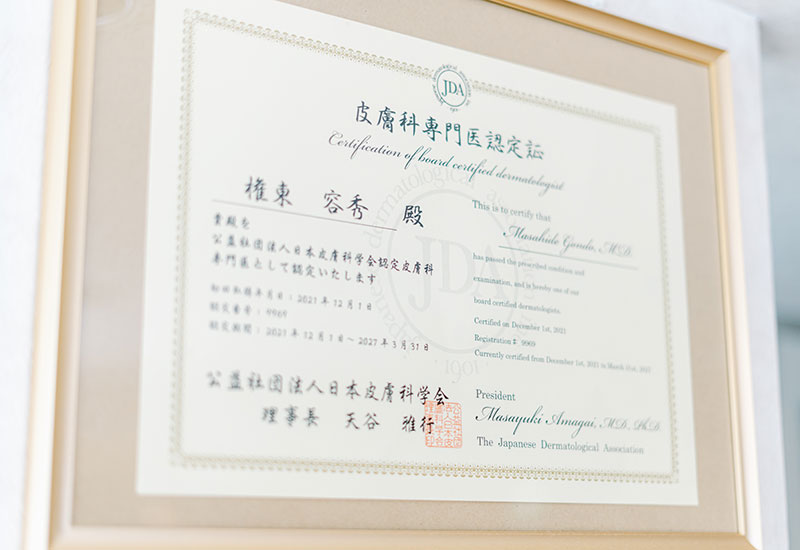 JDA
皮膚科専門医認定証
Certification of board certified dermatologist
権東 容秀 殿
貴殿を
公益社団法人日本皮膚科学会認定皮膚科
専門医として認定いたします
初回取得年月日：2021年12月1日
認定番号：9969
認定期間：2021年12月1日～2027年3月31日
公益社団法人日本皮膚科学会
理事長 天谷 雅行
This is to certify that
Masahide Gondo, M.D.
has passed the prescribed condition and
examination, and is hereby one of our
board certified dermatologists.
Certified on December 1st, 2021
Registration # 9969
Currently certified from December 1st, 2021 to March 31st, 2027
President
Masayuki Amagai, M.D., Ph.D.
The Japanese Dermatological Association
JDA
1901